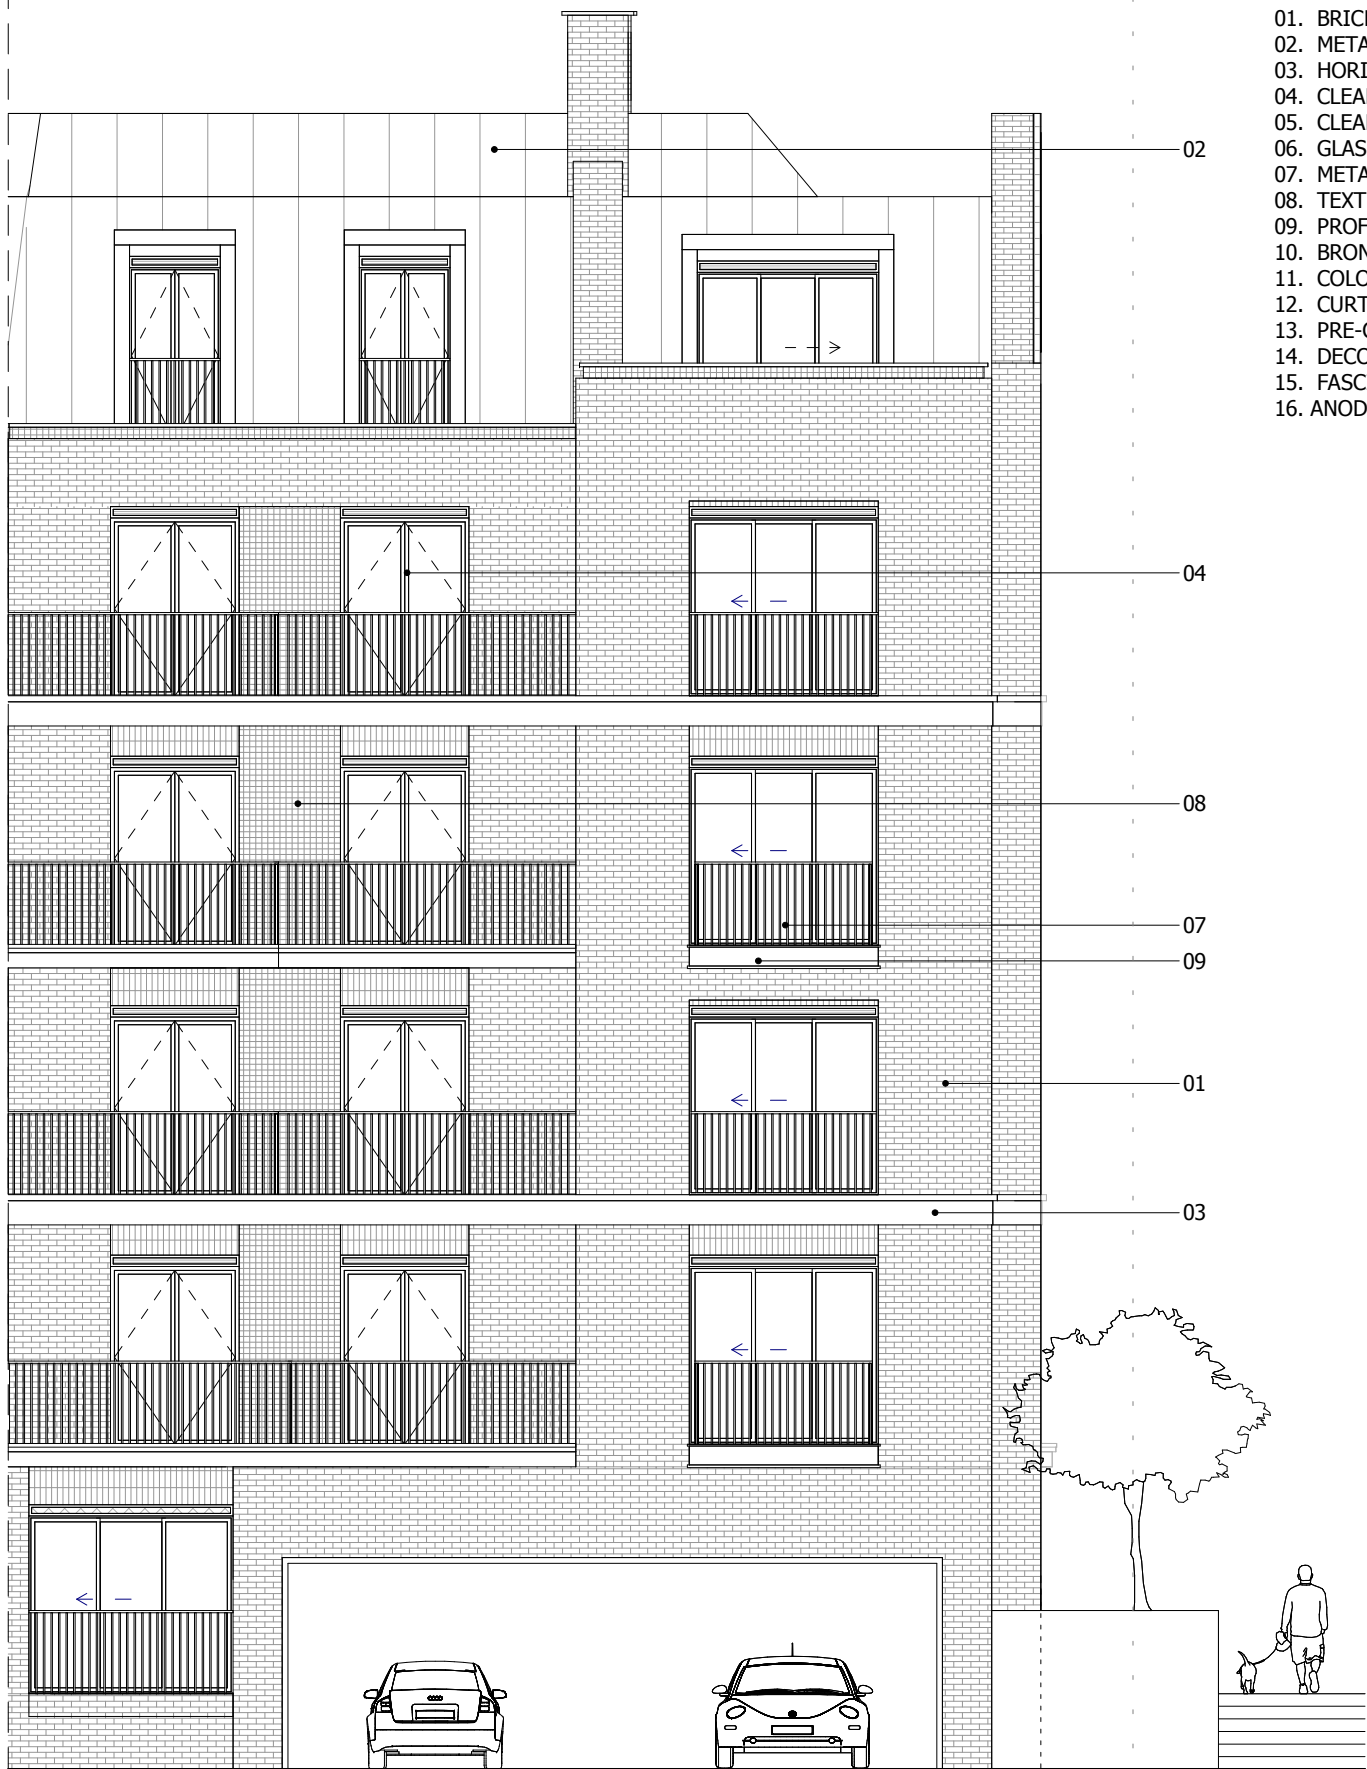 01. BRICK
02. META
03. HORI
04. CLEA
05. CLEA
06. GLAS
07. META
08. TEXT
09. PROF
10. BRON
11. COLO
12. CURT
13. PRE-
14. DECO
15. FASC
16. ANOD
02
04
08
07
09
01
03